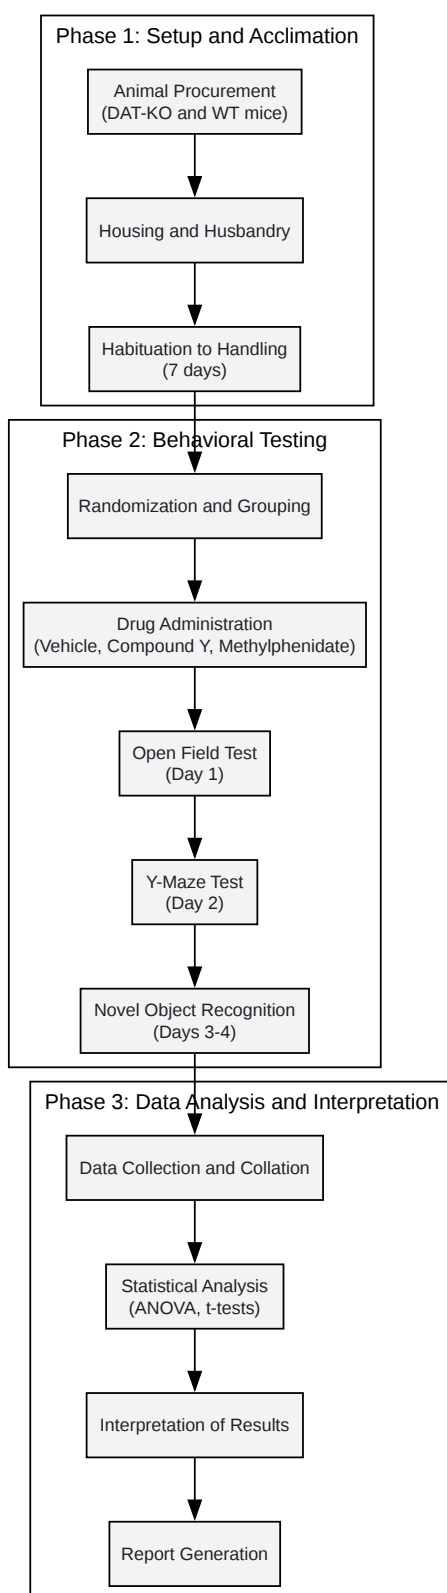 Phase 1: Setup and Acclimation
Animal Procurement
(DAT-KO and WT mice)
Housing and Husbandry
Habituation to Handling
(7 days)
Phase 2: Behavioral Testing
Randomization and Grouping
Drug Administration
(Vehicle, Compound Y, Methylphenidate)
Open Field Test
(Day 1)
Y-Maze Test
(Day 2)
Novel Object Recognition
(Days 3-4)
Phase 3: Data Analysis and Interpretation
Data Collection and Collation
Statistical Analysis
(ANOVA, t-tests)
Interpretation of Results
Report Generation